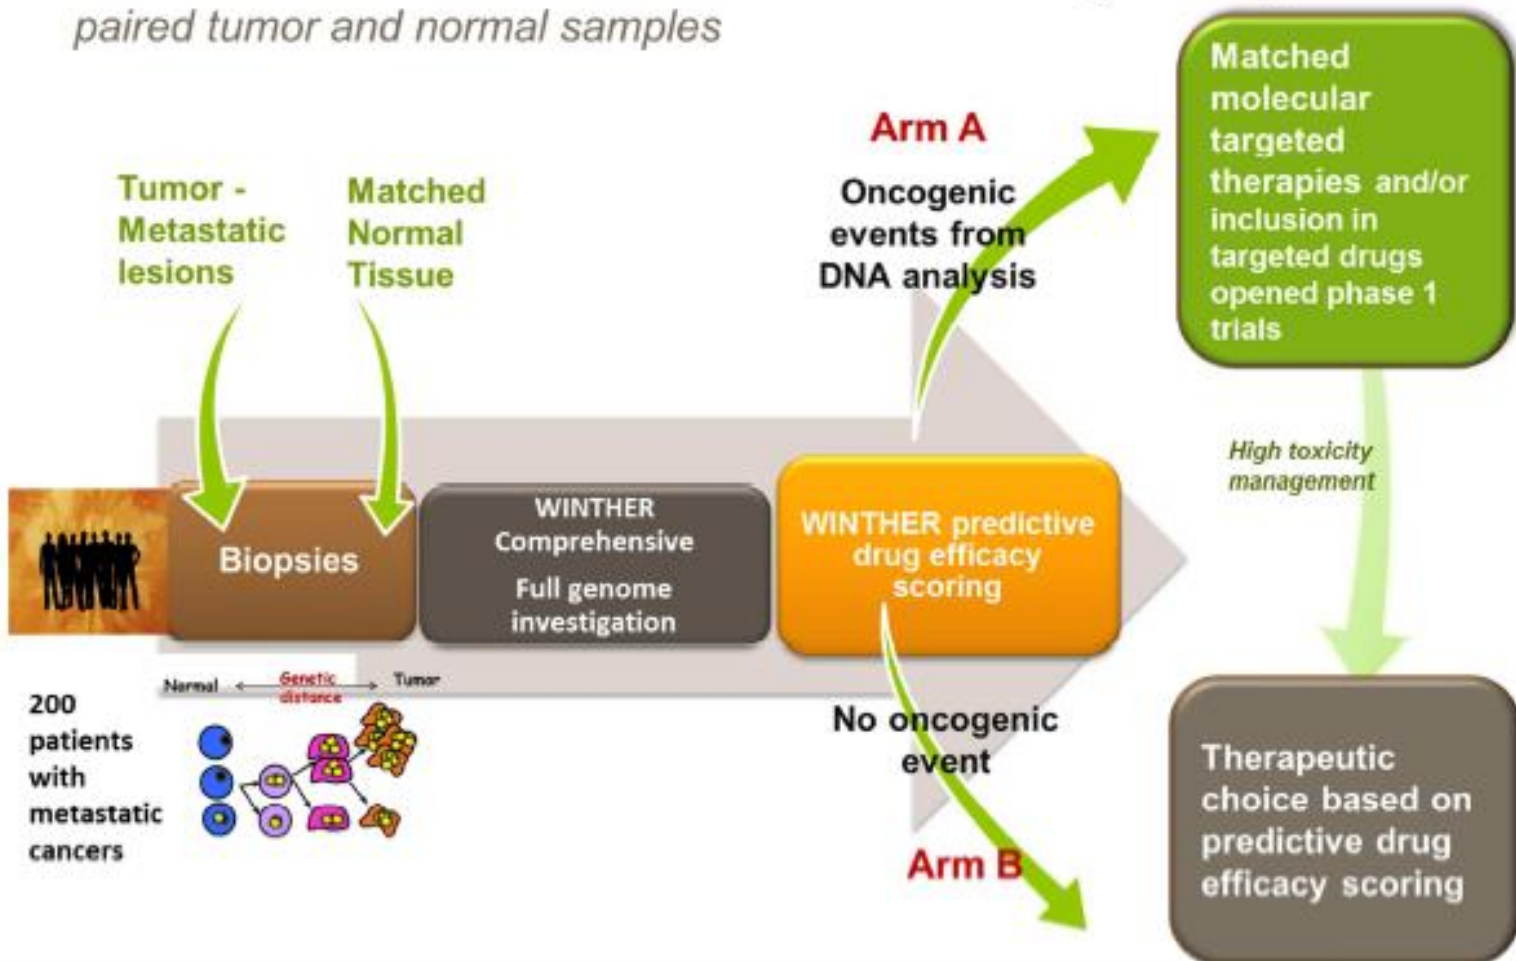 paired tumor and normal samples
Tumor -
Metastatic
lesions
Matched
Normal
Tissue
Arm A
Oncogenic
events from
DNA analysis
Matched
molecular
targeted
therapies and/or
inclusion in
targeted drugs
opened phase 1
trials
High toxicity
management
Biopsies
WINTHER
Comprehensive
Full genome
investigation
WINTHER predictive
drug efficacy
scoring
200
patients
with
metastatic
cancers
Normal
Genetic
distance
Tumor
No oncogenic
event
Arm B
Therapeutic
choice based on
predictive drug
efficacy scoring